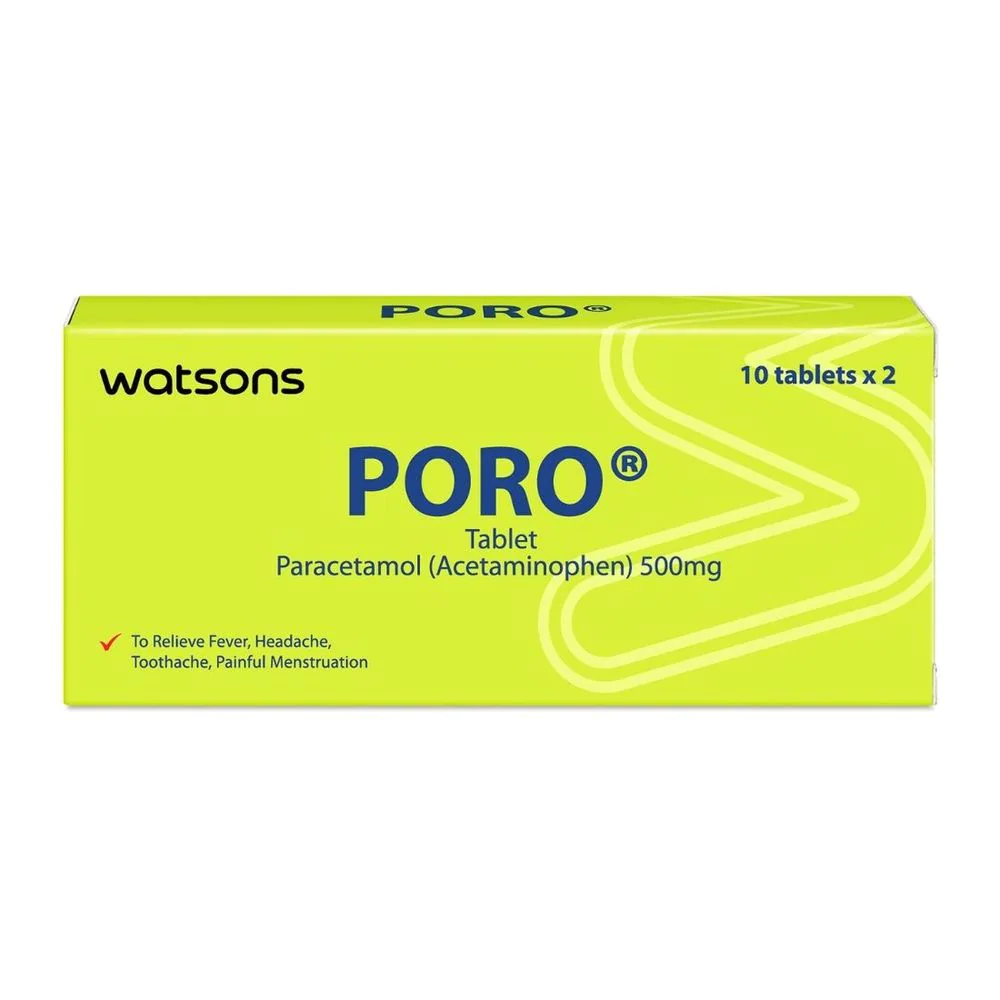 PORO®
watsons
10 tablets x 2
PORO®
Tablet
Paracetamol (Acetaminophen) 500mg
To Relieve Fever, Headache,
Toothache, Painful Menstruation